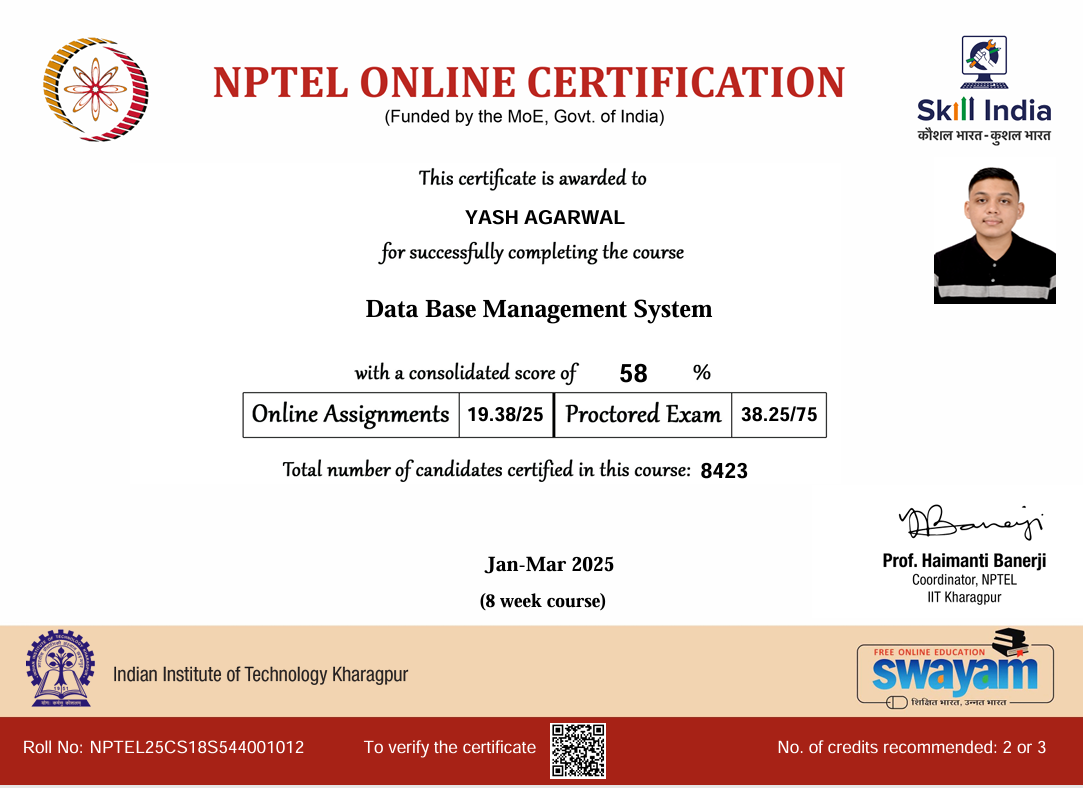 NPTEL ONLINE CERTIFICATION
(Funded by the MoE, Govt. of India)
Skill India
कौशल भारत - कुशल भारत
This certificate is awarded to
YASH AGARWAL
for successfully completing the course
Data Base Management System
with a consolidated score of 58 %
Online Assignments 19.38/25 Proctored Exam 38.25/75
Total number of candidates certified in this course: 8423
Jan-Mar 2025
(8 week course)
Prof. Haimanti Banerji
Coordinator, NPTEL
IIT Kharagpur
Indian Institute of Technology Kharagpur
FREE ONLINE EDUCATION
swayam
शिक्षित भारत, उन्नत भारत
Roll No: NPTEL25CS18S544001012
To verify the certificate
No. of credits recommended: 2 or 3